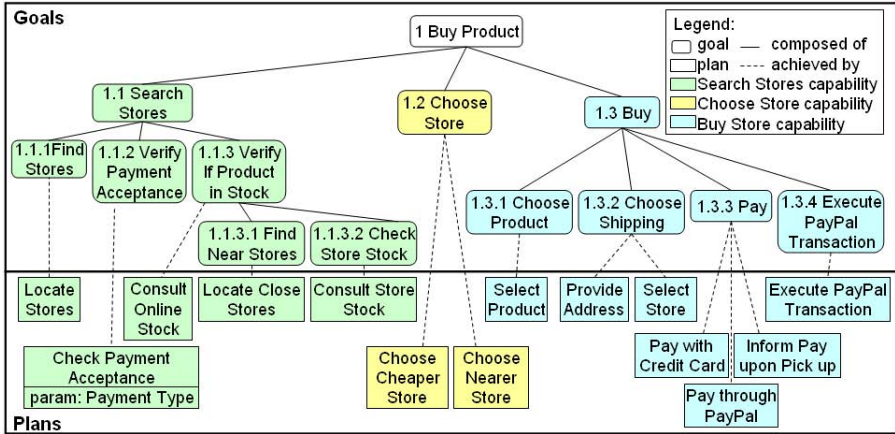 Goals
1 Buy Product
Legend:
goal
composed of
plan
achieved by
Search Stores capability
Choose Store capability
Buy Store capability
1.1 Search
Stores
1.2 Choose
Store
1.3 Buy
1.1.1Find
Stores
1.1.2 Verify
Payment
Acceptance
1.1.3 Verify
If Product
in Stock
1.1.3.1 Find
Near Stores
1.1.3.2 Check
Store Stock
1.3.1 Choose
Product
1.3.2 Choose
Shipping
1.3.3 Pay
1.3.4 Execute
PayPal
Transaction
Locate
Stores
Consult
Online
Stock
Locate Close
Stores
Consult Store
Stock
Select
Product
Provide
Address
Select
Store
Execute PayPal
Transaction
Check Payment
Acceptance
param: Payment Type
Choose
Cheaper
Store
Choose
Nearer
Store
Pay with
Credit Card
Inform Pay
upon Pick up
Pay through
PayPal
Plans